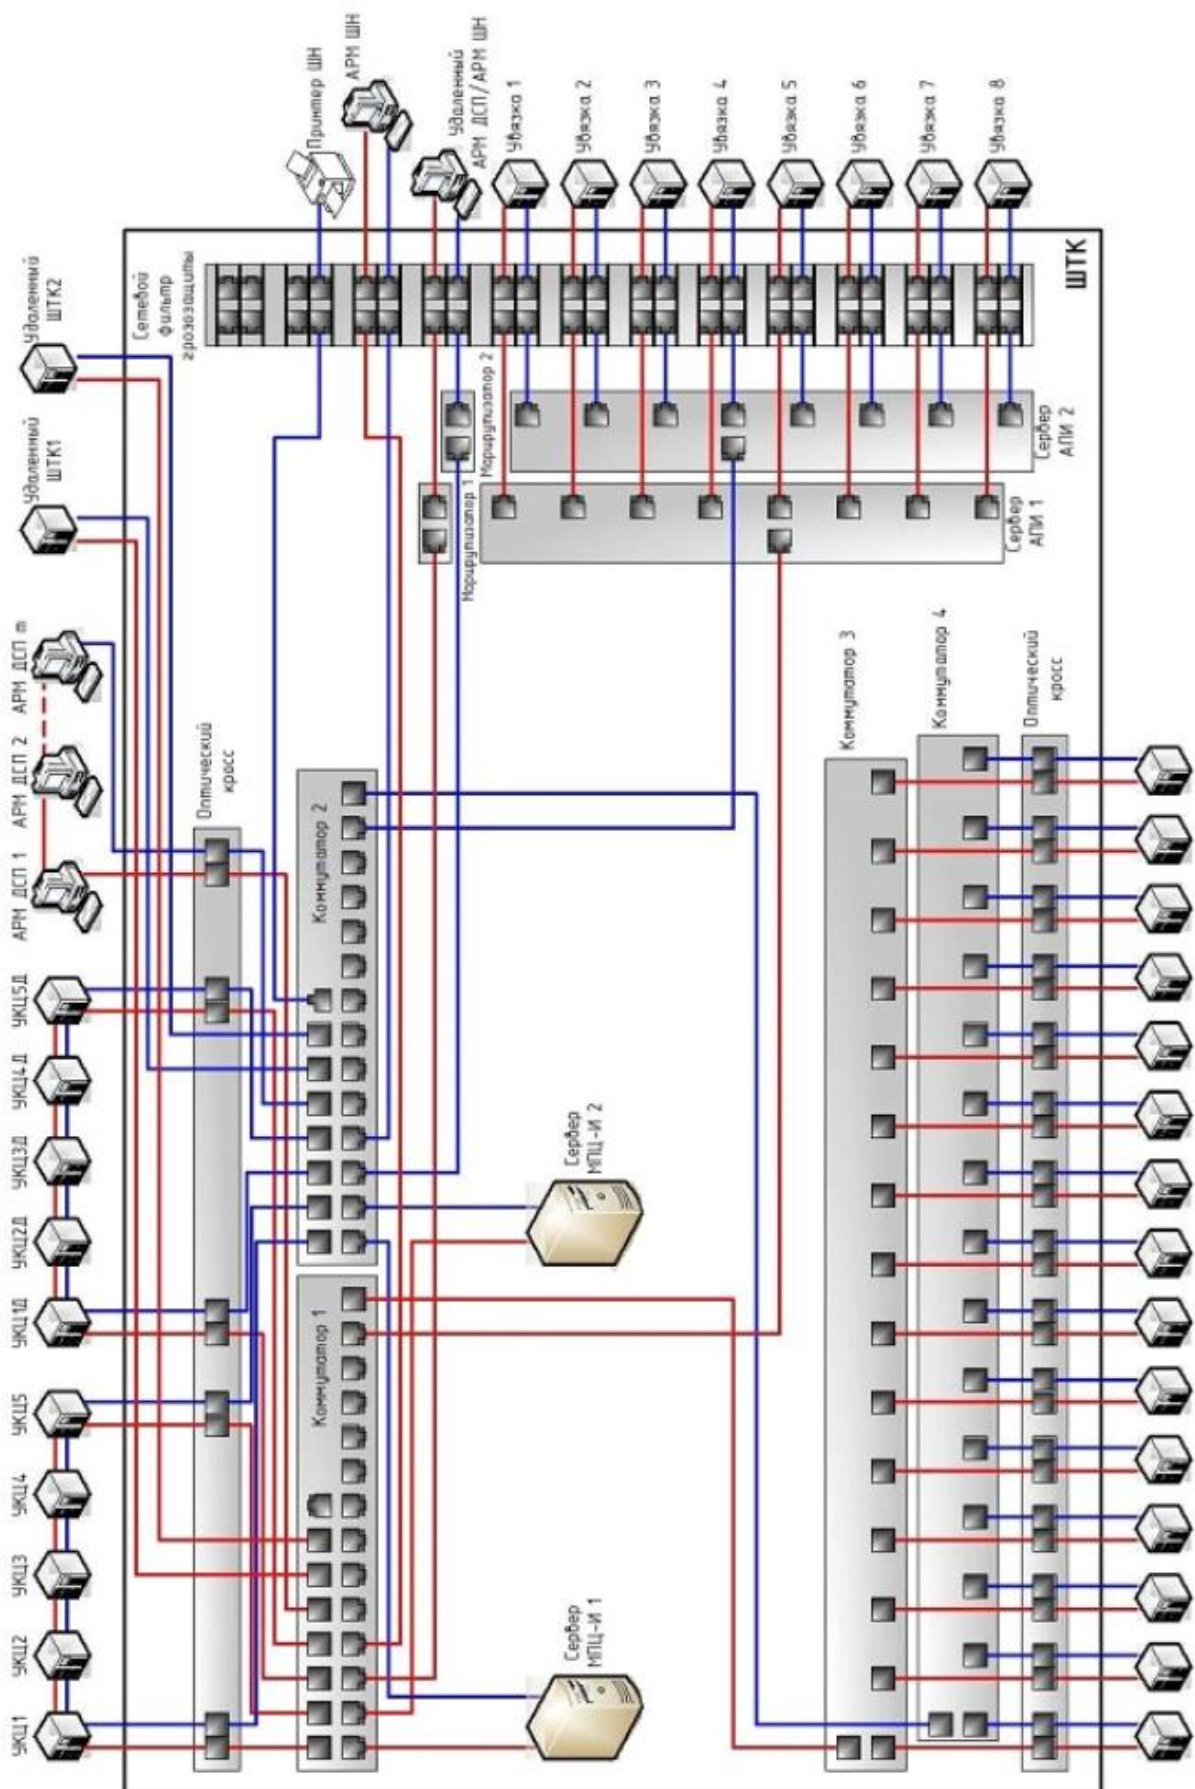 Удаленный
ШТК2
Удаленный
ШТК1
АРМ ДСП m
АРМ ДСП 2
АРМ ДСП 1
УКЦ5Д
УКЦ4Д
УКЦ3Д
УКЦ2Д
УКЦ1Д
УКЦ5
УКЦ4
УКЦ3
УКЦ2
УКЦ1
Принтер ШН
АРМ ШН
Удаленный
АРМ ДСП/АРМ ШН
Увязка 1
Увязка 2
Увязка 3
Увязка 4
Увязка 5
Увязка 6
Увязка 7
Увязка 8
Сетевой
фильтр
грозозащиты
ШТК
Маршрутизатор 2
Маршрутизатор 1
Сервер
АПИ 2
Сервер
АПИ 1
Оптический
кросс
Коммутатор 2
Коммутатор 1
Сервер
МПЦ-И 2
Сервер
МПЦ-И 1
Коммутатор 3
Коммутатор 4
Оптический
кросс